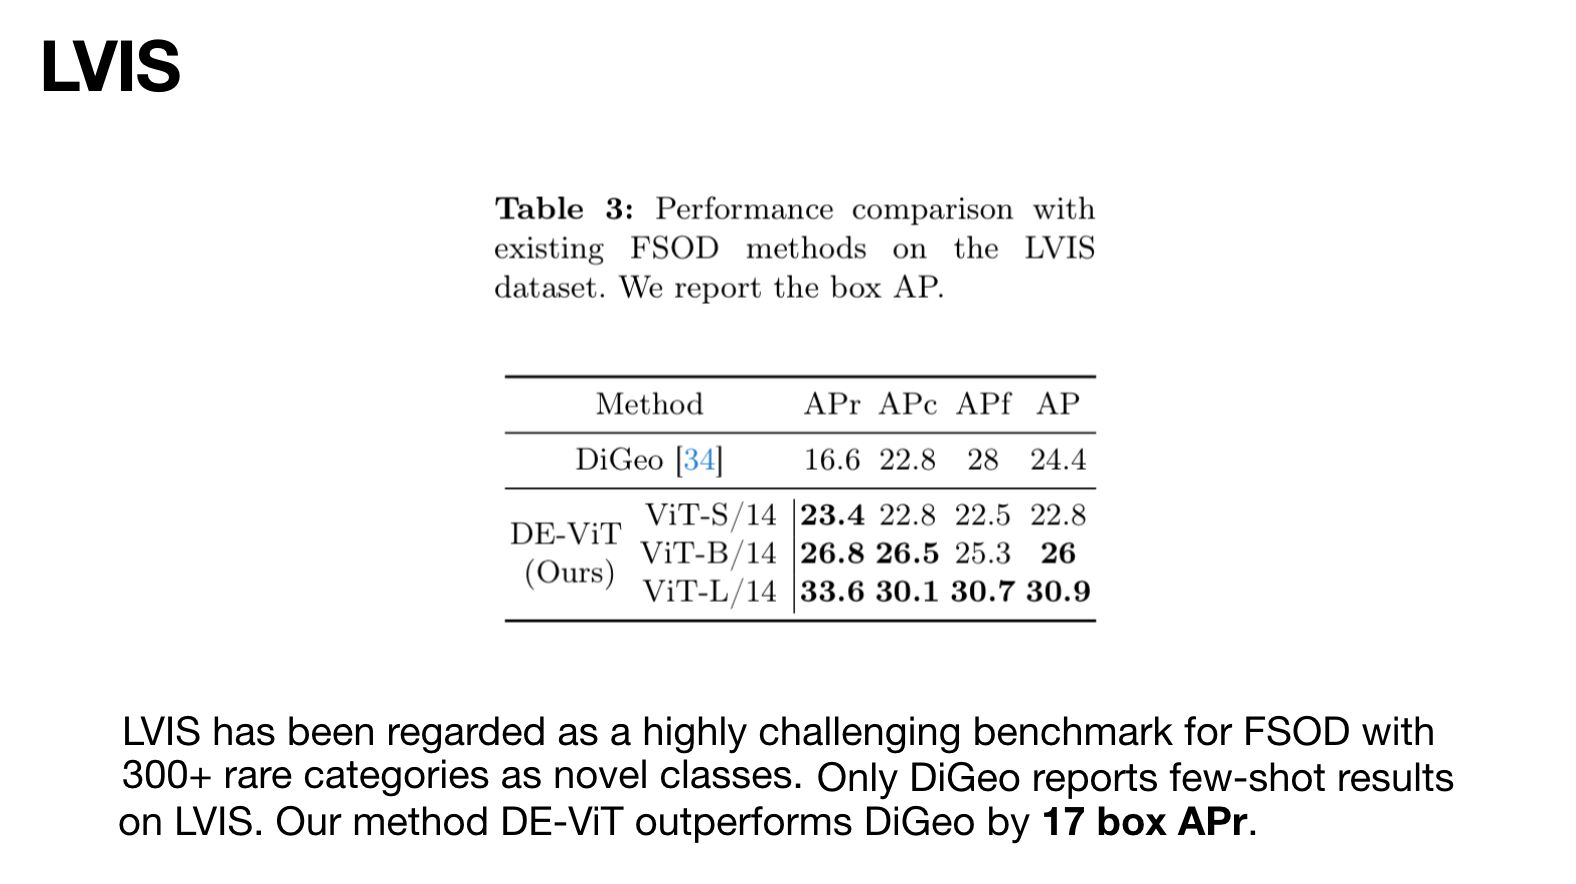 LVIS
Table 3: Performance comparison with
existing FSOD methods on the LVIS
dataset. We report the box AP.
Method APr APc APf AP
DiGeo [34] 16.6 22.8 28 24.4
DE-ViT (Ours)
ViT-S/14 23.4 22.8 22.5 22.8
ViT-B/14 26.8 26.5 25.3 26
ViT-L/14 33.6 30.1 30.7 30.9
LVIS has been regarded as a highly challenging benchmark for FSOD with
300+ rare categories as novel classes. Only DiGeo reports few-shot results
on LVIS. Our method DE-ViT outperforms DiGeo by 17 box APr.